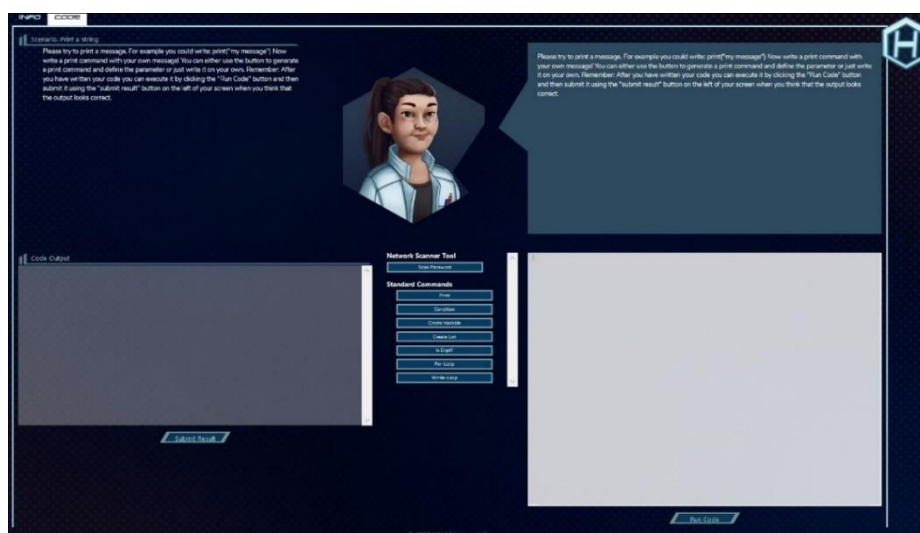 INFO CODE
Scenario: Print a string
Please try to print a message. For example you could write: print("my message") Now
write a print command with your own message! You can either use the button to generate
a print command and define the parameter or just write it on your own. Remember: After
you have written your code you can execute it by clicking the "Run Code" button and then
submit it using the "submit result" button on the left of your screen when you think that
the output looks correct.
Please try to print a message. For example you could write: print("my message") Now write a print command with
your own message! You can either use the button to generate a print command and define the parameter or just write
it on your own. Remember: After you have written your code you can execute it by clicking the "Run Code" button
and then submit it using the "submit result" button on the left of your screen when you think that the output looks
correct.
H
Code Output
Network Scanner Tool
Scan Password
Standard Commands
Print
Condition
Create Variable
Create List
Is Digit?
For-Loop
While-Loop
Submit Result
Run Code